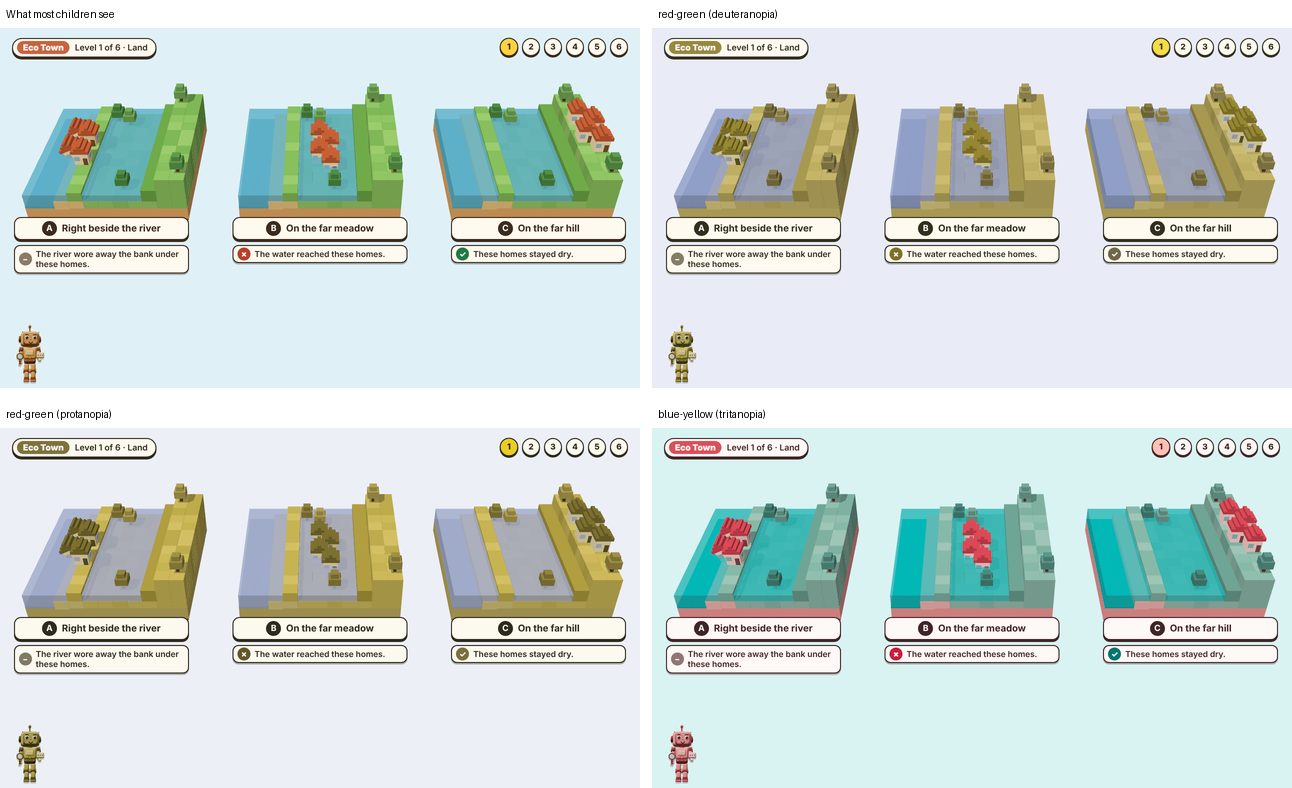 What most children see
Eco Town Level 1 of 6 · Land
1 2 3 4 5 6
A Right beside the river
B On the far meadow
C On the far hill
– The river wore away the bank under
these homes.
× The water reached these homes.
✓ These homes stayed dry.
red-green (deuteranopia)
Eco Town Level 1 of 6 · Land
1 2 3 4 5 6
A Right beside the river
B On the far meadow
C On the far hill
– The river wore away the bank under
these homes.
× The water reached these homes.
✓ These homes stayed dry.
red-green (protanopia)
Eco Town Level 1 of 6 · Land
1 2 3 4 5 6
A Right beside the river
B On the far meadow
C On the far hill
– The river wore away the bank under
these homes.
× The water reached these homes.
✓ These homes stayed dry.
blue-yellow (tritanopia)
Eco Town Level 1 of 6 · Land
1 2 3 4 5 6
A Right beside the river
B On the far meadow
C On the far hill
– The river wore away the bank under
these homes.
× The water reached these homes.
✓ These homes stayed dry.